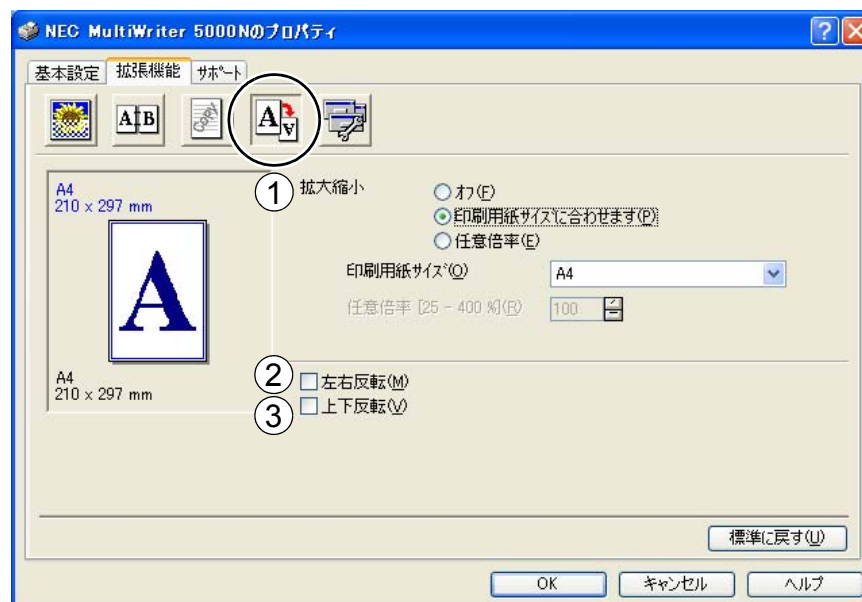 NEC MultiWriter 5000Nのプロパティ
基本設定 拡張機能 サポート
A B
Copy
A A
A4
210 x 297 mm
A
A4
210 x 297 mm
① 拡大縮小
オフ(F)
印刷用紙サイズに合わせます(P)
任意倍率(E)
印刷用紙サイズ(O) A4
任意倍率 [25 - 400 %](R) 100
② 左右反転(M)
③ 上下反転(V)
標準に戻す(U)
OK キャンセル ヘルプ